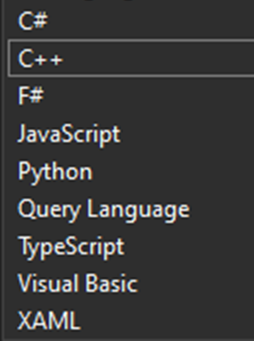 C#
C++
F#
JavaScript
Python
Query Language
TypeScript
Visual Basic
XAML